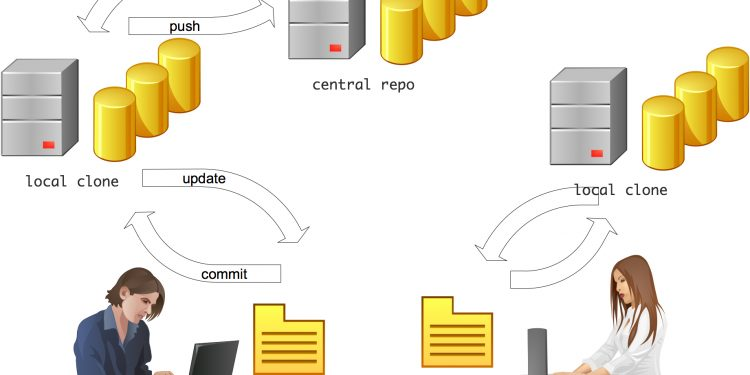 push
central repo
local clone
update
local clone
commit